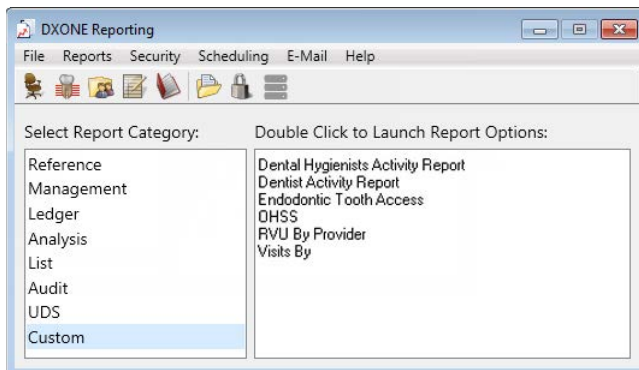 DXONE Reporting
File Reports Security Scheduling E-Mail Help
Select Report Category:
Reference
Management
Ledger
Analysis
List
Audit
UDS
Custom
Double Click to Launch Report Options:
Dental Hygienists Activity Report
Dentist Activity Report
Endodontic Tooth Access
OHSS
RVU By Provider
Visits By